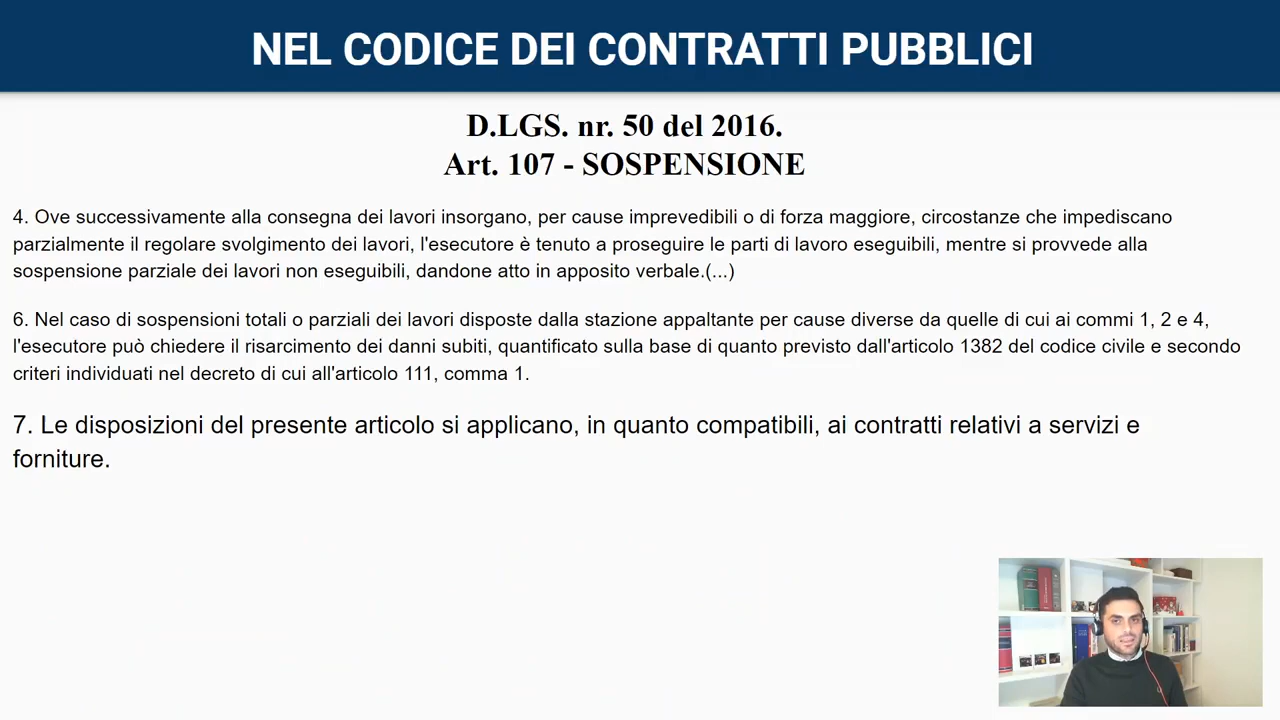 NEL CODICE DEI CONTRATTI PUBBLICI
D.LGS. nr. 50 del 2016.
Art. 107 - SOSPENSIONE
4. Ove successivamente alla consegna dei lavori insorgano, per cause imprevedibili o di forza maggiore, circostanze che impediscano
parzialmente il regolare svolgimento dei lavori, l'esecutore è tenuto a proseguire le parti di lavoro eseguibili, mentre si provvede alla
sospensione parziale dei lavori non eseguibili, dandone atto in apposito verbale.(...)
6. Nel caso di sospensioni totali o parziali dei lavori disposte dalla stazione appaltante per cause diverse da quelle di cui ai commi 1, 2 e 4,
l'esecutore può chiedere il risarcimento dei danni subiti, quantificato sulla base di quanto previsto dall'articolo 1382 del codice civile e secondo
criteri individuati nel decreto di cui all'articolo 111, comma 1.
7. Le disposizioni del presente articolo si applicano, in quanto compatibili, ai contratti relativi a servizi e
forniture.